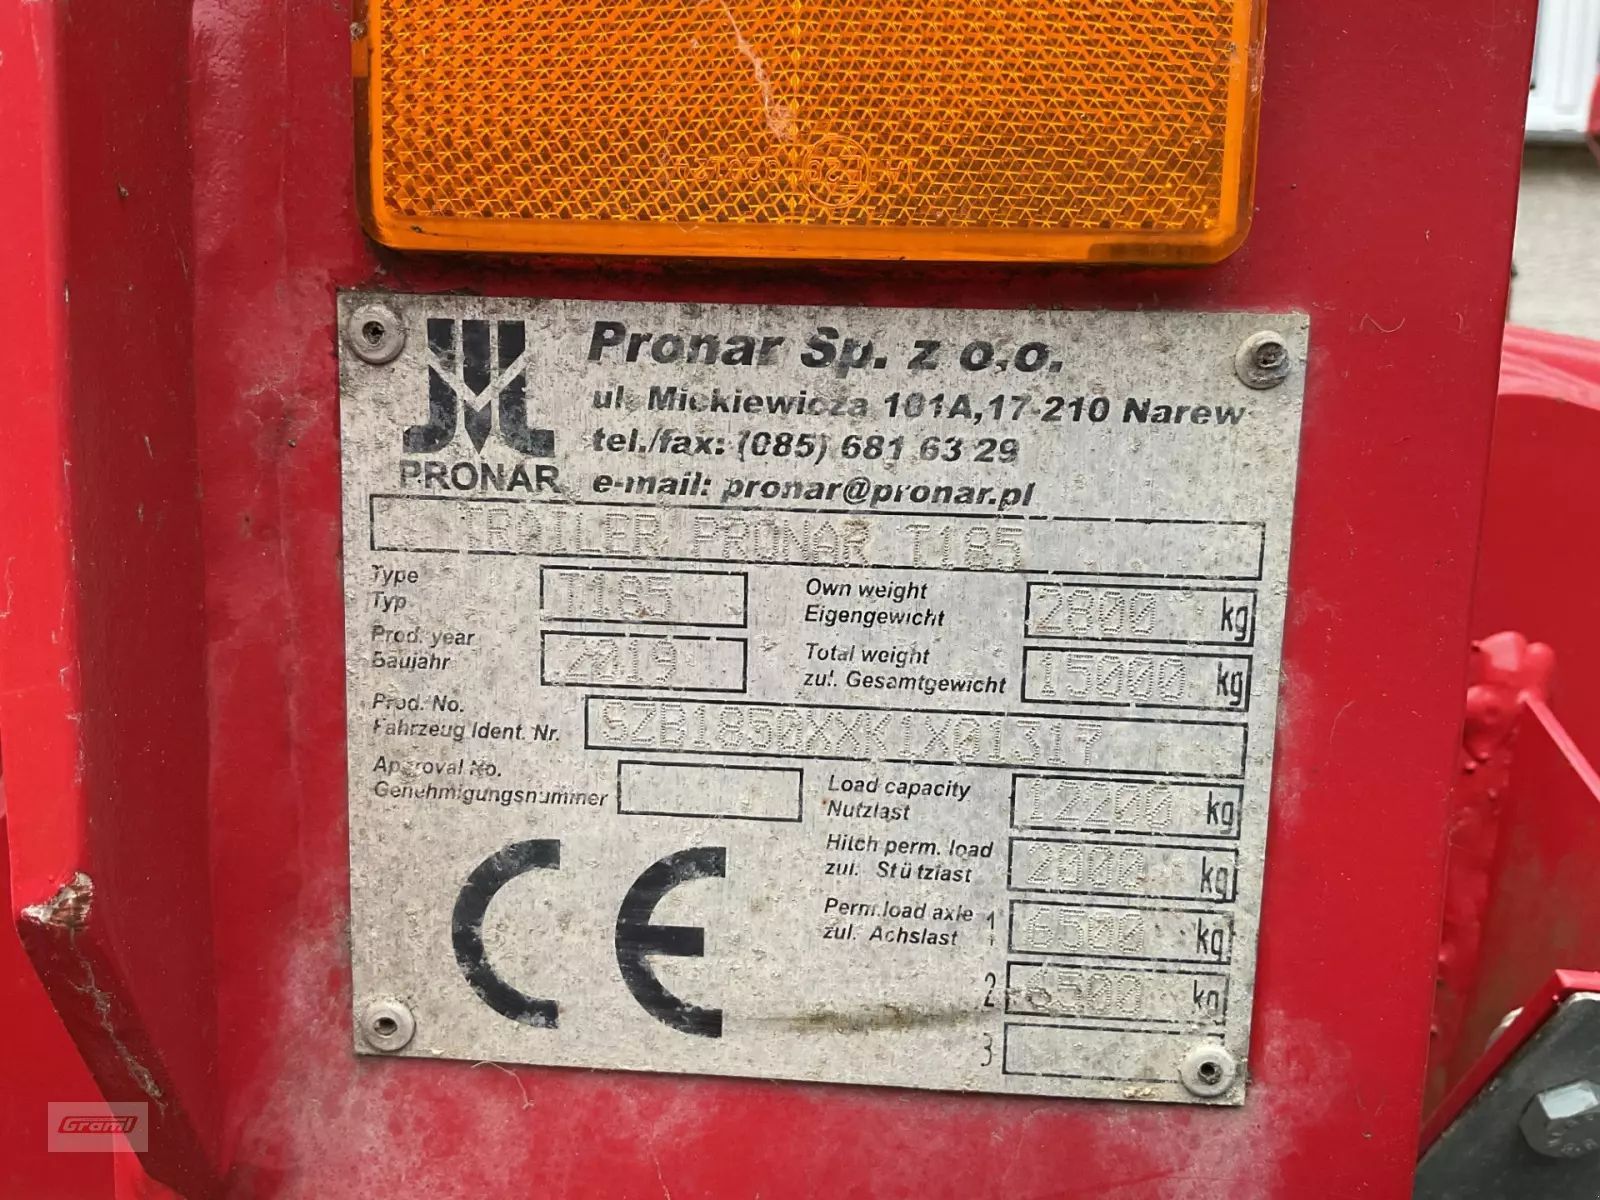 Pronar Sp. z o.o.
ul. Mickiewicza 101A,17-210 Narew
tel./fax: (085) 681 63 29
PRONAR e-mail: pronar@pronar.pl
TRAILER PRONAR T185
Type
Typ
T185
Own weight
Eigengewicht
2800 kg
Prod. year
Baujahr
2019
Total weight
zul. Gesamtgewicht
15000 kg
Prod. No.
Fahrzeug Ident. Nr.
SZB1850XXK1X01317
Approval No.
Genehmigungsnummer
Load capacity
Nutzlast
12200 kg
Hitch perm. load
zul. Stützlast
2000 kg
Perm.load axle
zul. Achslast
1 6500 kg
2 6500 kg
3
CE
Graml